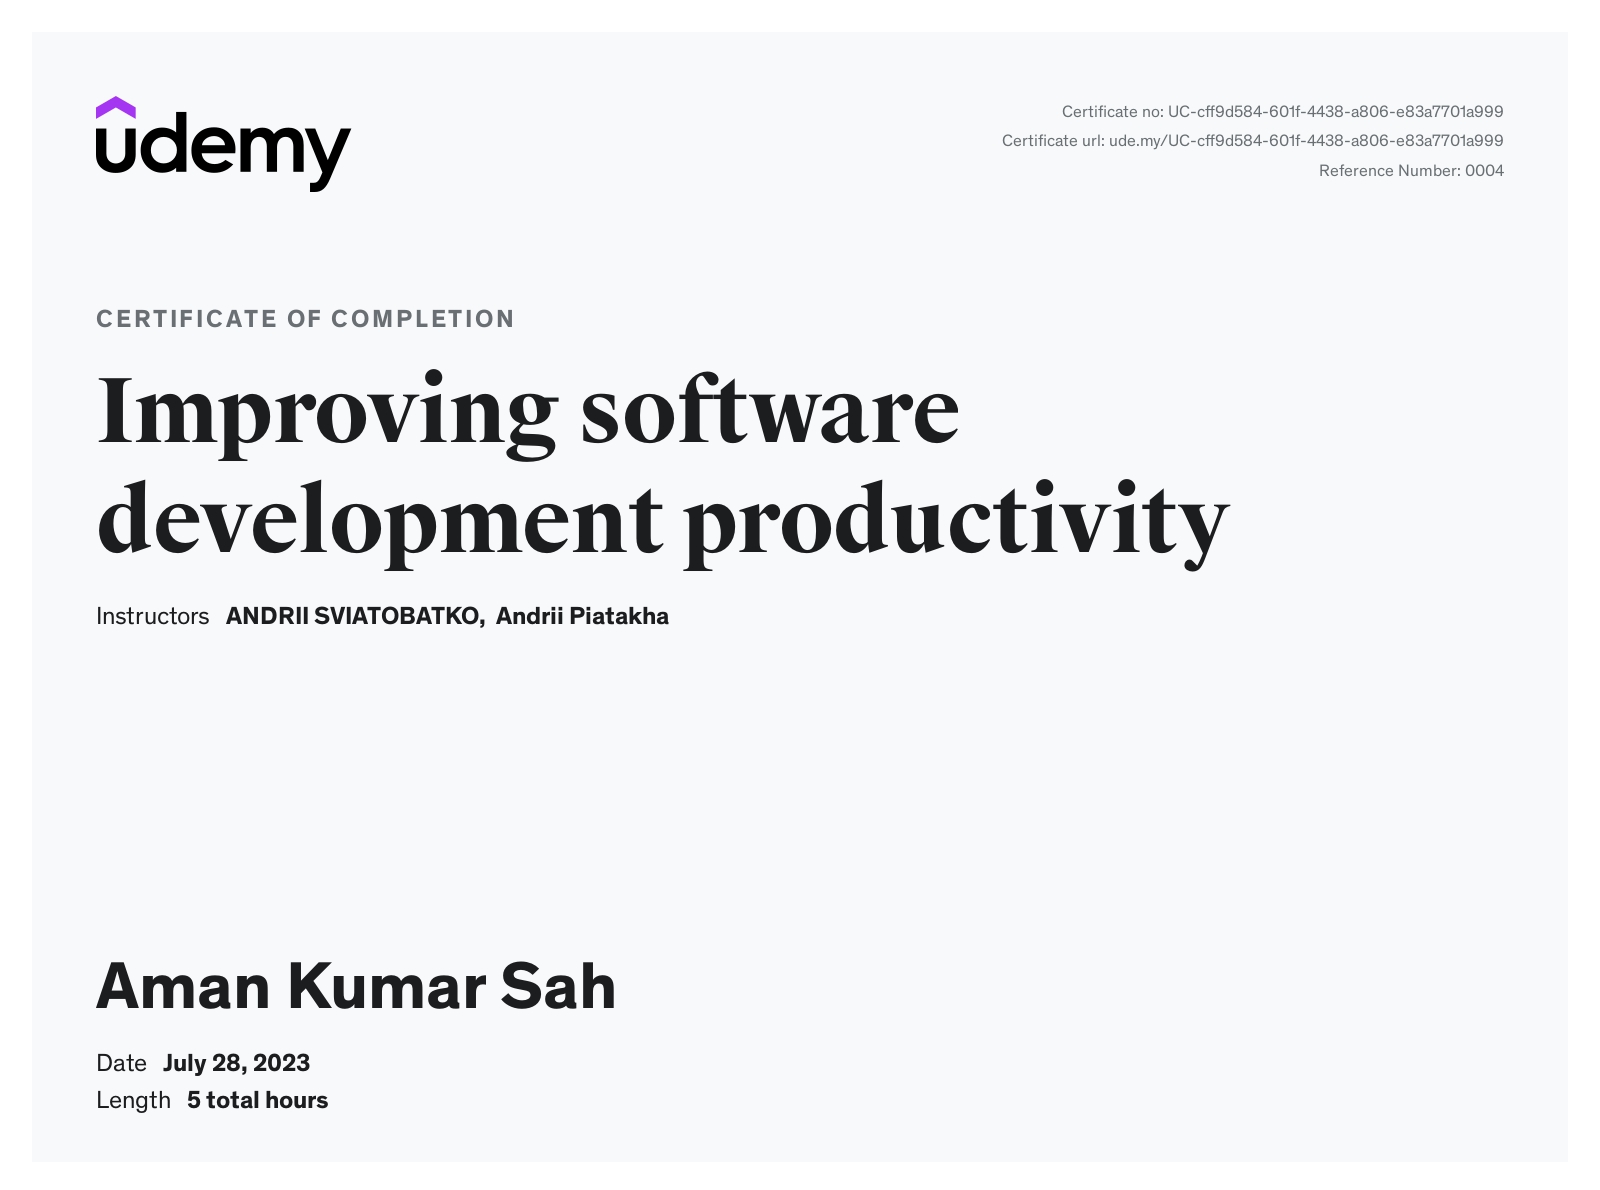 udemy
Certificate no: UC-cff9d584-601f-4438-a806-e83a7701a999
Certificate url: ude.my/UC-cff9d584-601f-4438-a806-e83a7701a999
Reference Number: 0004
CERTIFICATE OF COMPLETION
Improving software
development productivity
Instructors ANDRII SVIATOBATKO, Andrii Piatakha
Aman Kumar Sah
Date July 28, 2023
Length 5 total hours